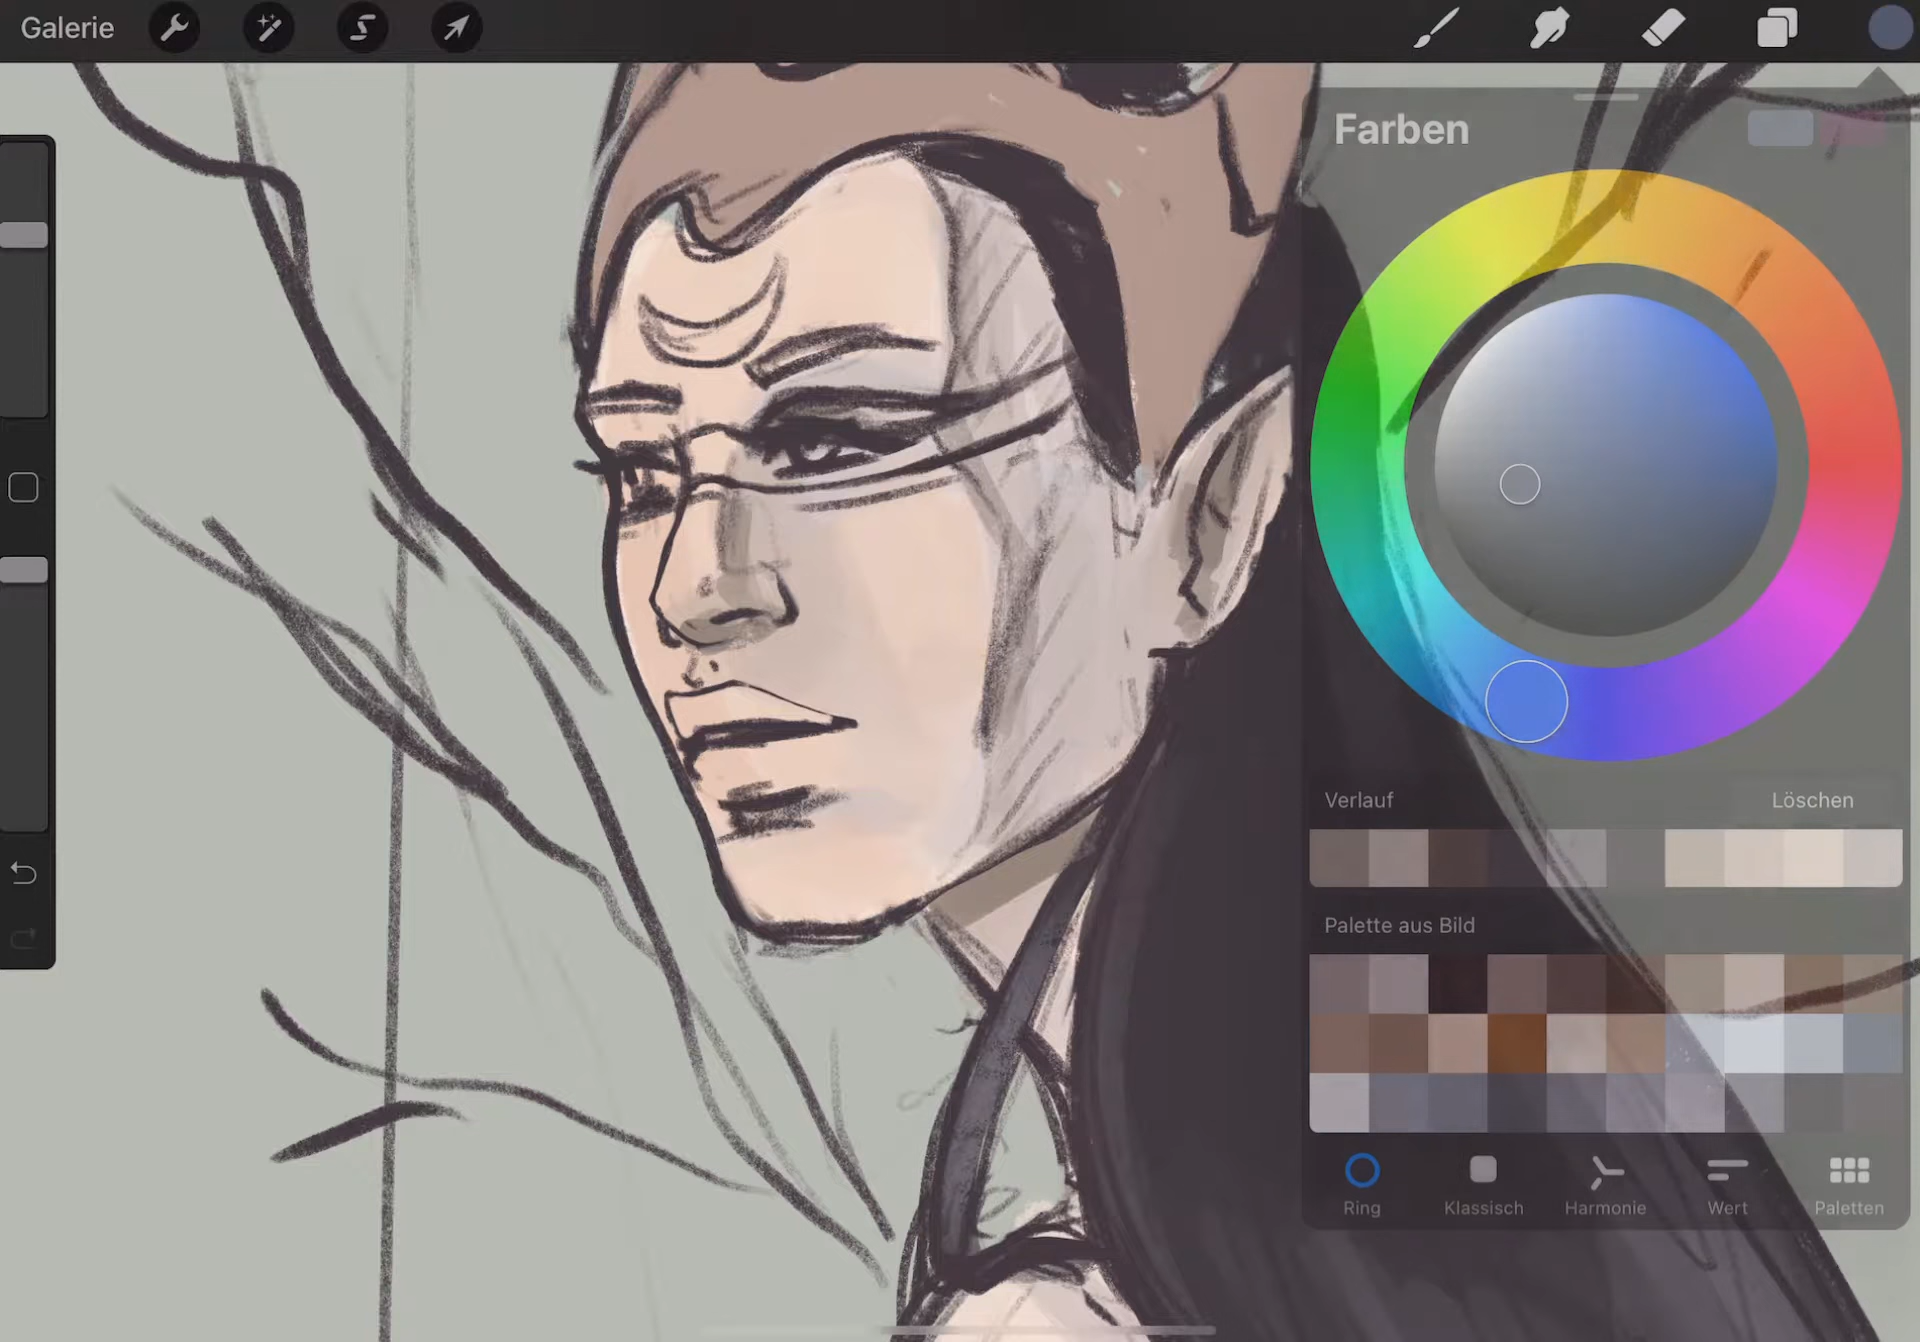 Galerie
Farben
Verlauf Löschen
Palette aus Bild
Ring Klassisch Harmonie Wert Paletten